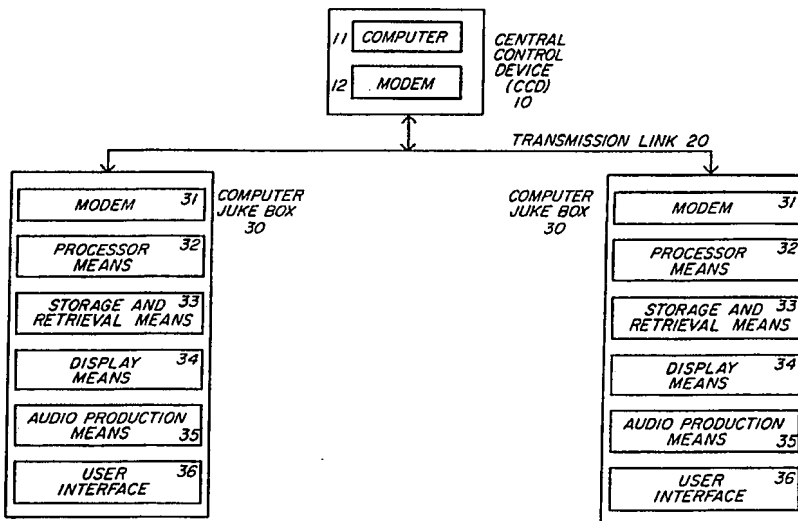 11 COMPUTER
12 MODEM
CENTRAL
CONTROL
DEVICE
(CCD)
10
TRANSMISSION LINK 20
MODEM 31
PROCESSOR 32
MEANS
STORAGE AND 33
RETRIEVAL MEANS
DISPLAY 34
MEANS
AUDIO PRODUCTION
MEANS 35
USER 36
INTERFACE
COMPUTER
JUKE BOX
30
COMPUTER
JUKE BOX
30
MODEM 31
PROCESSOR 32
MEANS
STORAGE AND 33
RETRIEVAL MEANS
DISPLAY 34
MEANS
AUDIO PRODUCTION
MEANS 35
USER 36
INTERFACE